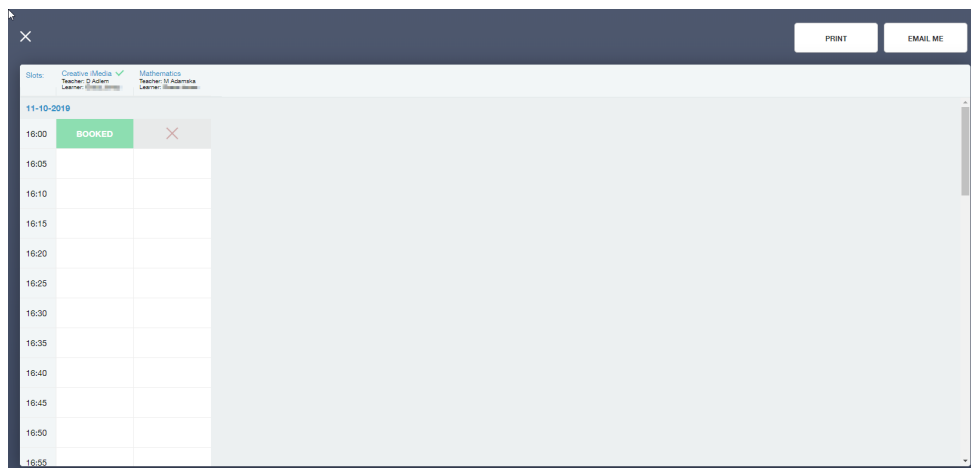 PRINT
EMAIL ME
Slots:
Creative iMedia
Teacher: D Adlem
Learner:
Mathematics
Teacher: M Adamska
Learner:
11-10-2019
16:00
BOOKED
16:05
16:10
16:15
16:20
16:25
16:30
16:35
16:40
16:45
16:50
16:55